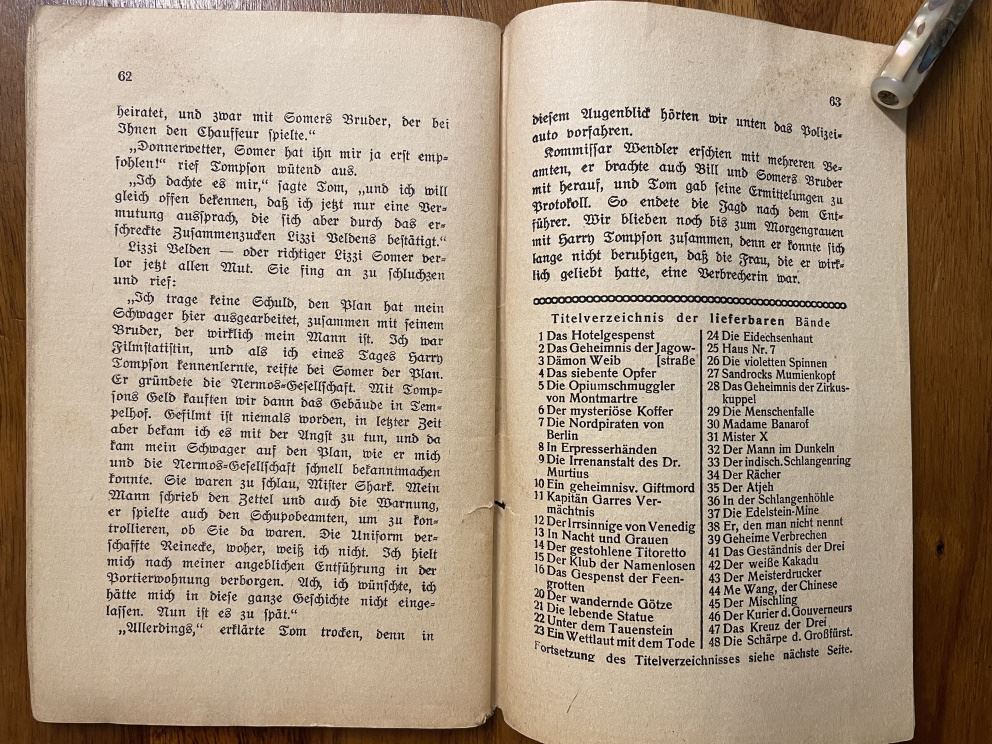 62
heiratet, und zwar mit Somers Bruder, der bei
Ihnen den Chauffeur spielte.“
„Donnerwetter, Somer hat ihn mir ja erst emp-
fohlen!“ rief Tompson wütend aus.
„Ich dachte es mir,“ sagte Tom, „und ich will
gleich offen bekennen, daß ich jetzt nur eine Ver-
mutung aussprach, die sich aber durch das er-
schreckte Zusammenzucken Lizzi Veldens bestätigt.“
Lizzi Velden — oder richtiger Lizzi Somer ver-
lor jetzt allen Mut. Sie fing an zu schluchzen
und rief:
„Ich trage keine Schuld, den Plan hat mein
Schwager hier ausgearbeitet, zusammen mit seinem
Bruder, der wirklich mein Mann ist. Ich war
Filmstatistin, und als ich eines Tages Harry
Tompson kennenlernte, reifte bei Somer der Plan.
Er gründete die Nermos-Gesellschaft. Mit Tomp-
sons Geld kauften wir dann das Gebäude in Tem-
pelhof. Gefilmt ist niemals worden, in letzter Zeit
aber bekam ich es mit der Angst zu tun, und da
kam mein Schwager auf den Plan, wie er mich
und die Nermos-Gesellschaft schnell bekanntmachen
konnte. Sie waren zu schlau, Mister Shark. Mein
Mann schrieb den Zettel und auch die Warnung,
er spielte auch den Schupobeamten, um zu kon-
trollieren, ob Sie da waren. Die Uniform ver-
schaffte Reinecke, woher, weiß ich nicht. Ich hielt
mich nach meiner angeblichen Entführung in der
Portierwohnung verborgen. Ach, ich wünschte, ich
hätte mich in diese ganze Geschichte nicht einge-
lassen. Nun ist es zu spät.“
„Allerdings,“ erklärte Tom trocken, denn in
63
diesem Augenblick hörten wir unten das Polizei-
auto vorfahren.
Kommissar Wendler erschien mit mehreren Be-
amten, er brachte auch Bill und Somers Bruder
mit herauf, und Tom gab seine Ermittelungen zu
Protokoll. So endete die Jagd nach dem Ent-
führer. Wir blieben noch bis zum Morgengrauen
mit Harry Tompson zusammen, denn er konnte sich
lange nicht beruhigen, daß die Frau, die er wirk-
lich geliebt hatte, eine Verbrecherin war.
Titelverzeichnis der lieferbaren Bände
1 Das Hotelgespenst
2 Das Geheimnis der Jagow-
3 Dämon Weib [straße
4 Das siebente Opfer
5 Die Opiumschmuggler
von Montmartre
6 Der mysteriöse Koffer
7 Die Nordpiraten von
Berlin
8 In Erpresserhänden
9 Die Irrenanstalt des Dr.
Murtius
10 Ein geheimnisv. Giftmord
11 Kapitän Garres Ver-
mächtnis
12 Der Irrsinnige von Venedig
13 In Nacht und Grauen
14 Der gestohlene Titoretto
15 Der Klub der Namenlosen
16 Das Gespenst der Feen-
grotten
20 Der wandernde Götze
21 Die lebende Statue
22 Unter dem Tauenstein
23 Ein Wettlauf mit dem Tode
24 Die Eidechsenhaut
25 Haus Nr. 7
26 Die violetten Spinnen
27 Sandrocks Mumienkopf
28 Das Geheimnis der Zirkus-
kuppel
29 Die Menschenfalle
30 Madame Banarof
31 Mister X
32 Der Mann im Dunkeln
33 Der indisch. Schlangenring
34 Der Rächer
35 Der Atjeh
36 In der Schlangenhöhle
37 Die Edelstein-Mine
38 Er, den man nicht nennt
39 Geheime Verbrechen
41 Das Geständnis der Drei
42 Der weiße Kakadu
43 Der Meisterdrucker
44 Me Wang, der Chinese
45 Der Mischling
46 Der Kurier d. Gouverneurs
47 Das Kreuz der Drei
48 Die Schärpe d. Großfürst.
Fortsetzung des Titelverzeichnisses siehe nächste Seite.